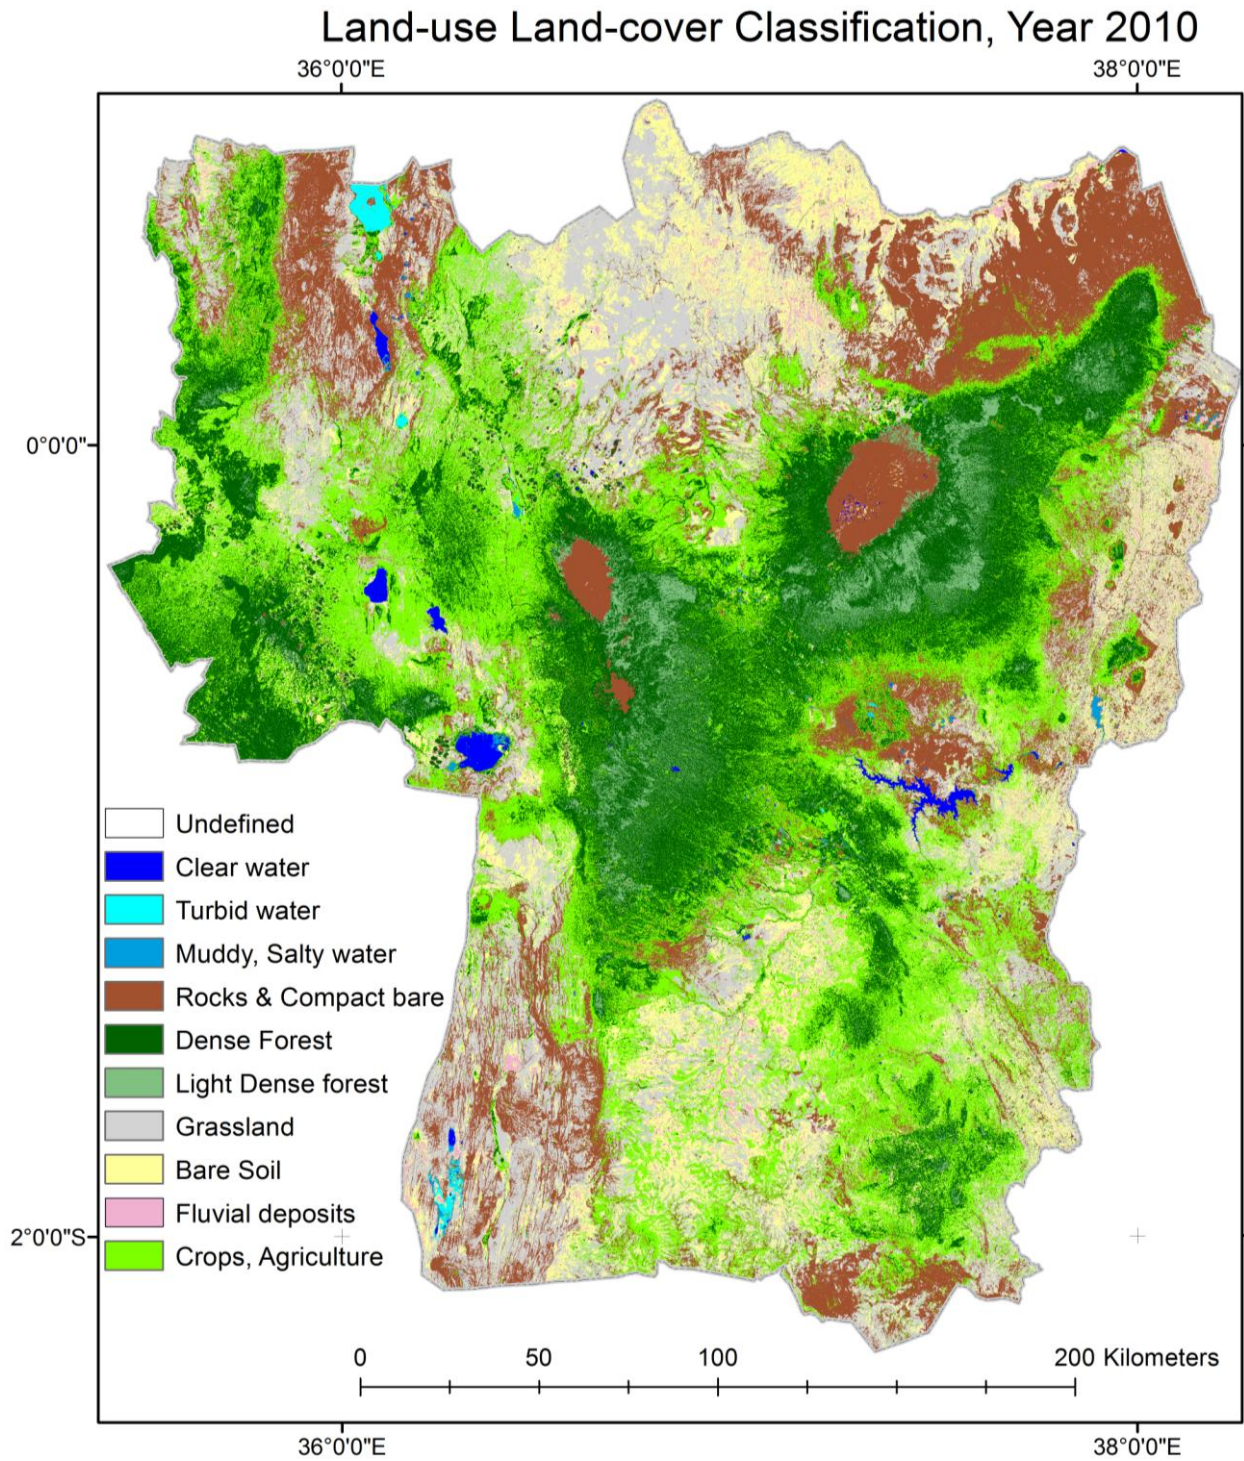 Land-use Land-cover Classification, Year 2010
36°0'0"E
38°0'0"E
0°0'0"
Undefined
Clear water
Turbid water
Muddy, Salty water
Rocks & Compact bare
Dense Forest
Light Dense forest
Grassland
Bare Soil
Fluvial deposits
2°0'0"S
Crops, Agriculture
0 50 100 200 Kilometers
36°0'0"E
38°0'0"E